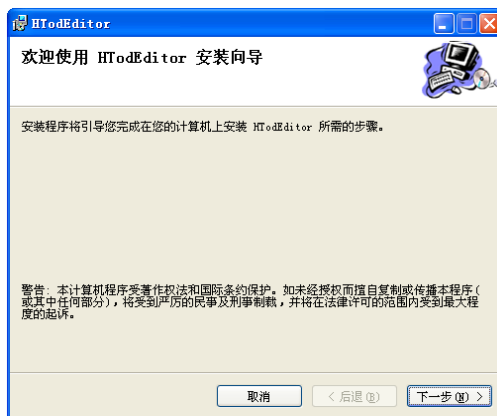 HTodEditor
欢迎使用 HTodEditor 安装向导
安装程序将引导您完成在您的计算机上安装 HTodEditor 所需的步骤。
警告: 本计算机程序受著作权法和国际条约保护。如未经授权而擅自复制或传播本程序(
或其中任何部分)，将受到严厉的民事及刑事制裁，并将在法律许可的范围内受到最大程
度的起诉。
取消
< 后退(B)
下一步(N) >